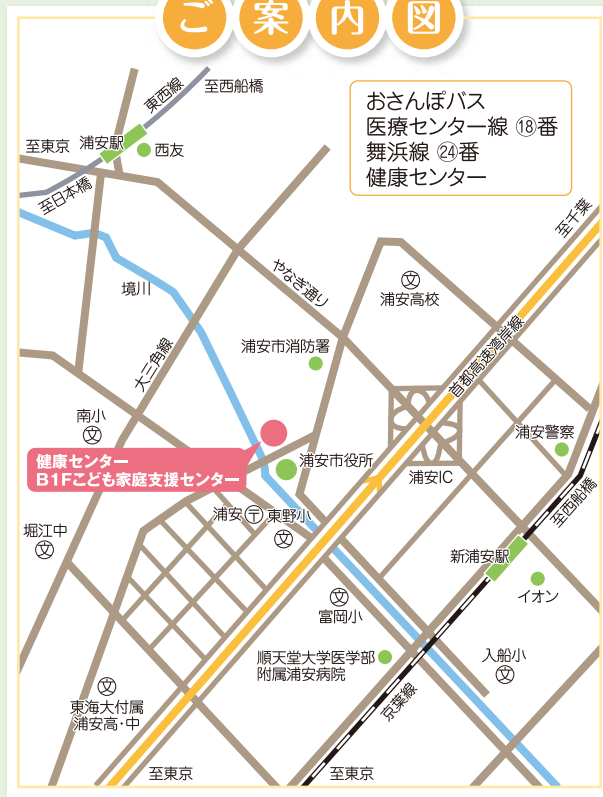 ご案内図
おさんぽバス
医療センター線 ⑱番
舞浜線 ㉔番
健康センター
東西線
至西船橋
至東京
浦安駅
西友
至日本橋
至千葉
境川
やなぎ通り
浦安高校
文
大三角線
浦安市消防署
首都高速湾岸線
南小
文
浦安警察
健康センター
B1Fこども家庭支援センター
浦安市役所
浦安IC
至西船橋
浦安〒
東野小
文
堀江中
文
新浦安駅
イオン
文
富岡小
順天堂大学医学部
附属浦安病院
入船小
文
文
東海大付属
浦安高・中
京葉線
至東京
至東京